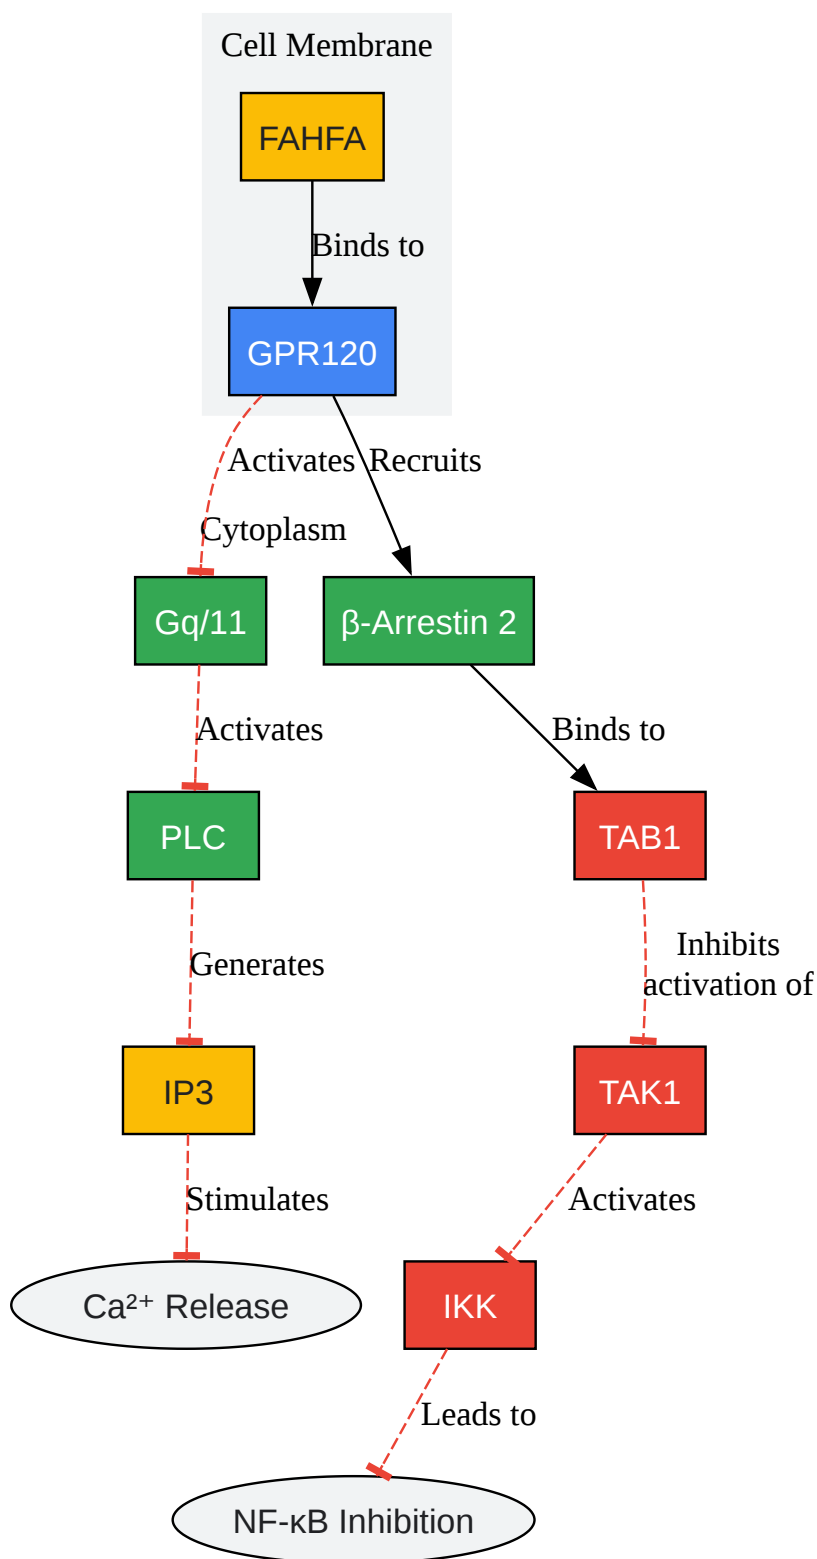 Cell Membrane
FAHFA
Binds to
GPR120
Activates
Recruits
Cytoplasm
Gq/11
β-Arrestin 2
Activates
Binds to
PLC
TAB1
Generates
Inhibits
activation of
IP3
TAK1
Stimulates
Activates
Ca²⁺ Release
IKK
Leads to
NF-κB Inhibition